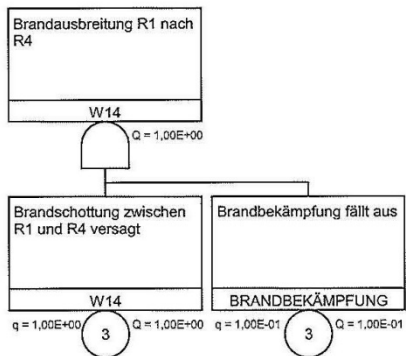 Brandausbreitung R1 nach
R4
W14
Q = 1,00E+00
Brandschottung zwischen
R1 und R4 versagt
W14
q = 1,00E+00
3
Q = 1,00E+00
Brandbekämpfung fällt aus
BRANDBEKÄMPFUNG
q = 1,00E-01
3
Q = 1,00E-01